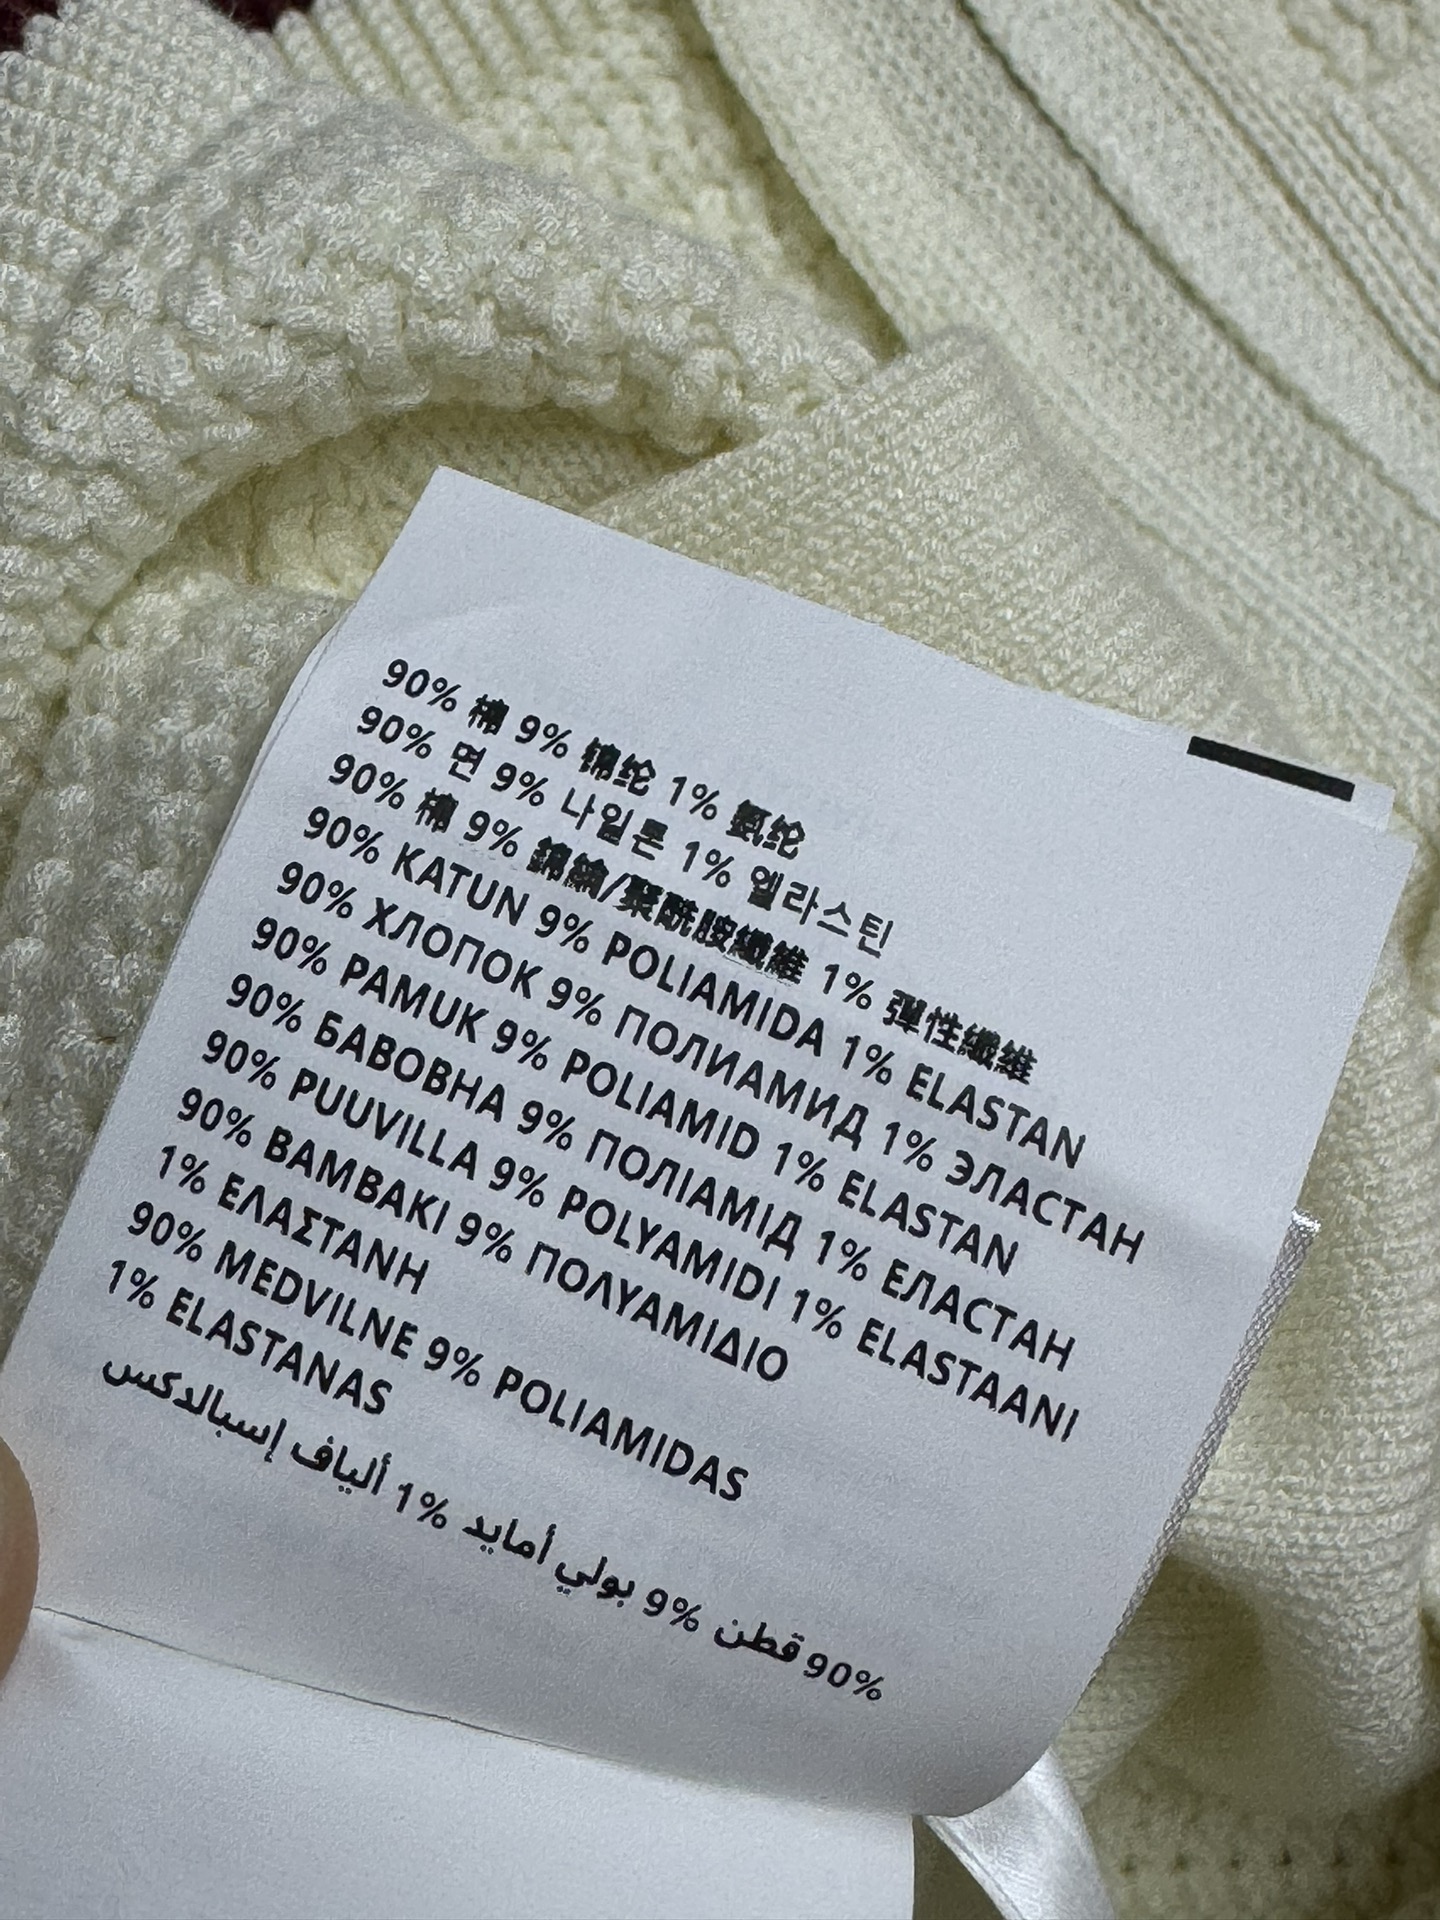 90% 棉 9% 锦纶 1% 氨纶
90% 면 9% 나일론 1% 엘라스틴
90% 棉 9% 錦綸/聚酰胺纖維 1% 彈性纖維
90% KATUN 9% POLIAMIDA 1% ELASTAN
90% ХЛОПОК 9% ПОЛИАМИД 1% ЭЛАСТАН
90% PAMUK 9% POLIAMID 1% ELASTAN
90% БАВОВНА 9% ПОЛІАМІД 1% ЕЛАСТАН
90% PUUVILLA 9% POLYAMIDI 1% ELASTAANI
90% ΒΑΜΒΑΚΙ 9% ΠΟΛΥΑΜΙΔΙΟ
1% ΕΛΑΣΤΑΝΗ
90% MEDVILNE 9% POLIAMIDAS
1% ELASTANAS
90% قطن 9% بولي أمايد 1% ألياف إسبالدكس